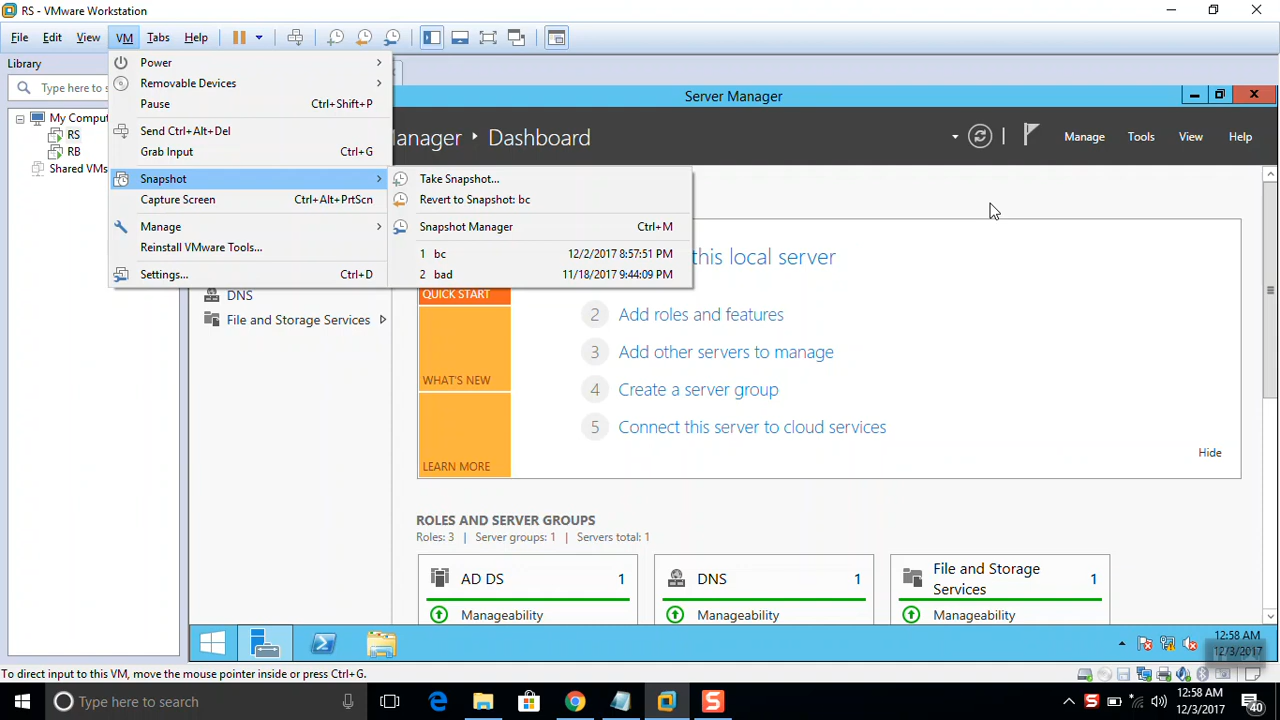 RS - VMware Workstation
File Edit View VM Tabs Help
Library
Type here to s
My Comput
RS
RB
Shared VMs
Power
Removable Devices
Pause Ctrl+Shift+P
Send Ctrl+Alt+Del
Grab Input Ctrl+G
Snapshot
Capture Screen Ctrl+Alt+PrtScn
Manage
Reinstall VMware Tools...
Settings... Ctrl+D
Take Snapshot...
Revert to Snapshot: bc
Snapshot Manager Ctrl+M
1 bc 12/2/2017 8:57:51 PM
2 bad 11/18/2017 9:44:09 PM
Server Manager
Manager Dashboard
Manage Tools View Help
DNS
File and Storage Services
this local server
QUICK START
2 Add roles and features
3 Add other servers to manage
WHAT'S NEW
4 Create a server group
5 Connect this server to cloud services
Hide
LEARN MORE
ROLES AND SERVER GROUPS
Roles: 3 | Server groups: 1 | Servers total: 1
AD DS 1
Manageability
DNS 1
Manageability
File and Storage
Services 1
Manageability
12:58 AM
12/3/2017
To direct input to this VM, move the mouse pointer inside or press Ctrl+G.
Type here to search
12:58 AM
12/3/2017
40